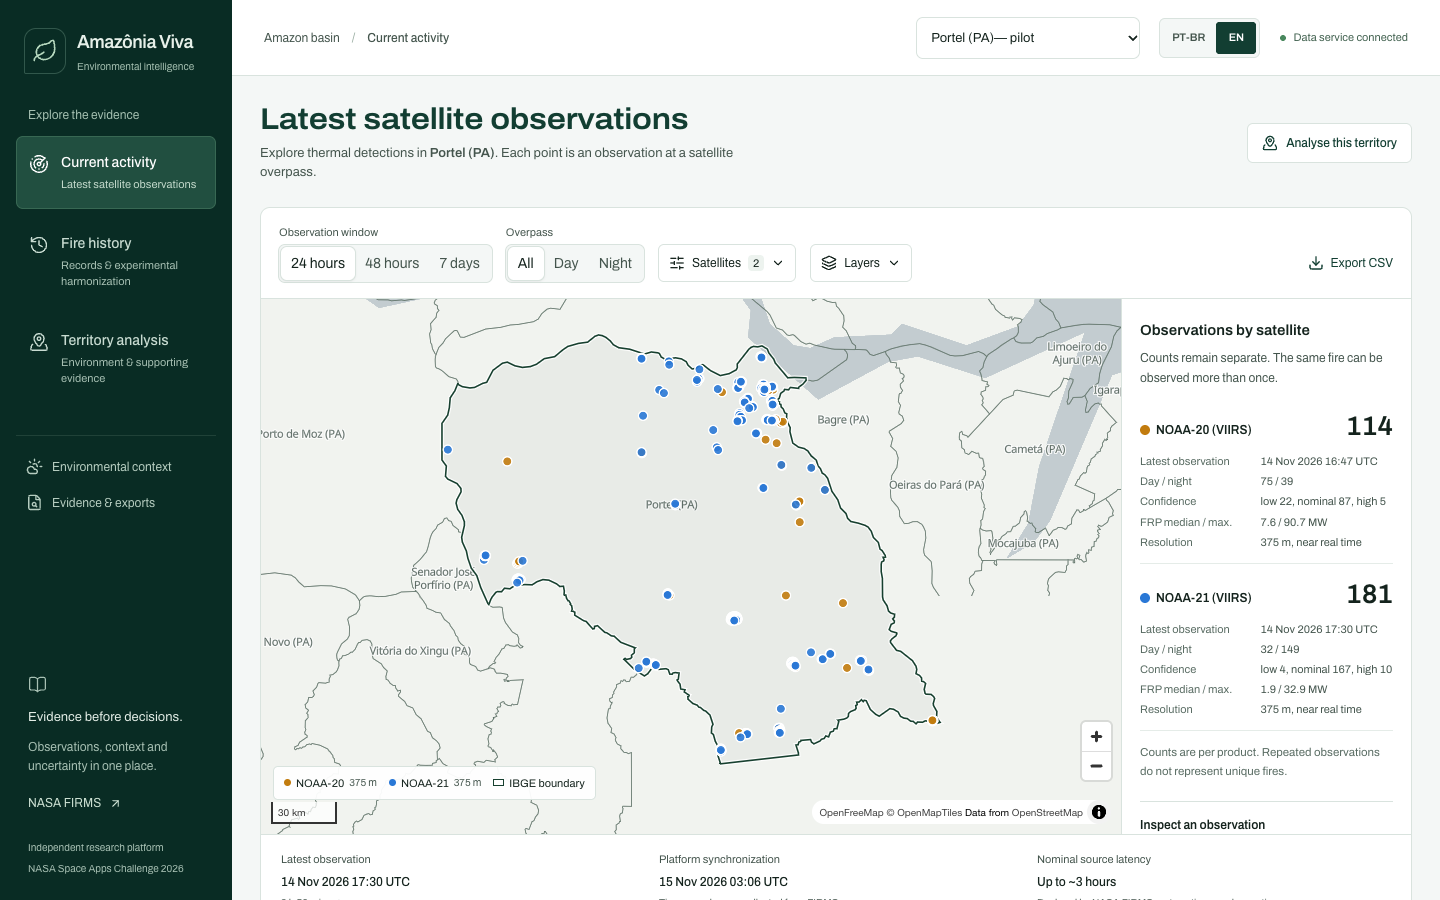 Amazônia Viva
Environmental intelligence
Explore the evidence
Current activity
Latest satellite observations
Fire history
Records & experimental
harmonization
Territory analysis
Environment & supporting
evidence
Environmental context
Evidence & exports
Evidence before decisions.
Observations, context and
uncertainty in one place.
NASA FIRMS
Independent research platform
NASA Space Apps Challenge 2026
Amazon basin / Current activity
Portel (PA)— pilot
PT-BR EN
Data service connected
Latest satellite observations
Explore thermal detections in Portel (PA). Each point is an observation at a satellite
overpass.
Analyse this territory
Observation window
24 hours 48 hours 7 days
Overpass
All Day Night
Satellites 2
Layers
Export CSV
Limoeiro do
Ajuru (PA)
Igara
Bagre (PA)
Porto de Moz (PA)
Cametá (PA)
Oeiras do Pará (PA)
Mocajuba (PA)
Senador José
Porfírio (PA)
Novo (PA)
Vitória do Xingu (PA)
NOAA-20 375 m NOAA-21 375 m IBGE boundary
30 km
OpenFreeMap © OpenMapTiles Data from OpenStreetMap
Observations by satellite
Counts remain separate. The same fire can be
observed more than once.
NOAA-20 (VIIRS) 114
Latest observation 14 Nov 2026 16:47 UTC
Day / night 75 / 39
Confidence low 22, nominal 87, high 5
FRP median / max. 7.6 / 90.7 MW
Resolution 375 m, near real time
NOAA-21 (VIIRS) 181
Latest observation 14 Nov 2026 17:30 UTC
Day / night 32 / 149
Confidence low 4, nominal 167, high 10
FRP median / max. 1.9 / 32.9 MW
Resolution 375 m, near real time
Counts are per product. Repeated observations
do not represent unique fires.
Inspect an observation
Latest observation
14 Nov 2026 17:30 UTC
Platform synchronization
15 Nov 2026 03:06 UTC
Nominal source latency
Up to ~3 hours